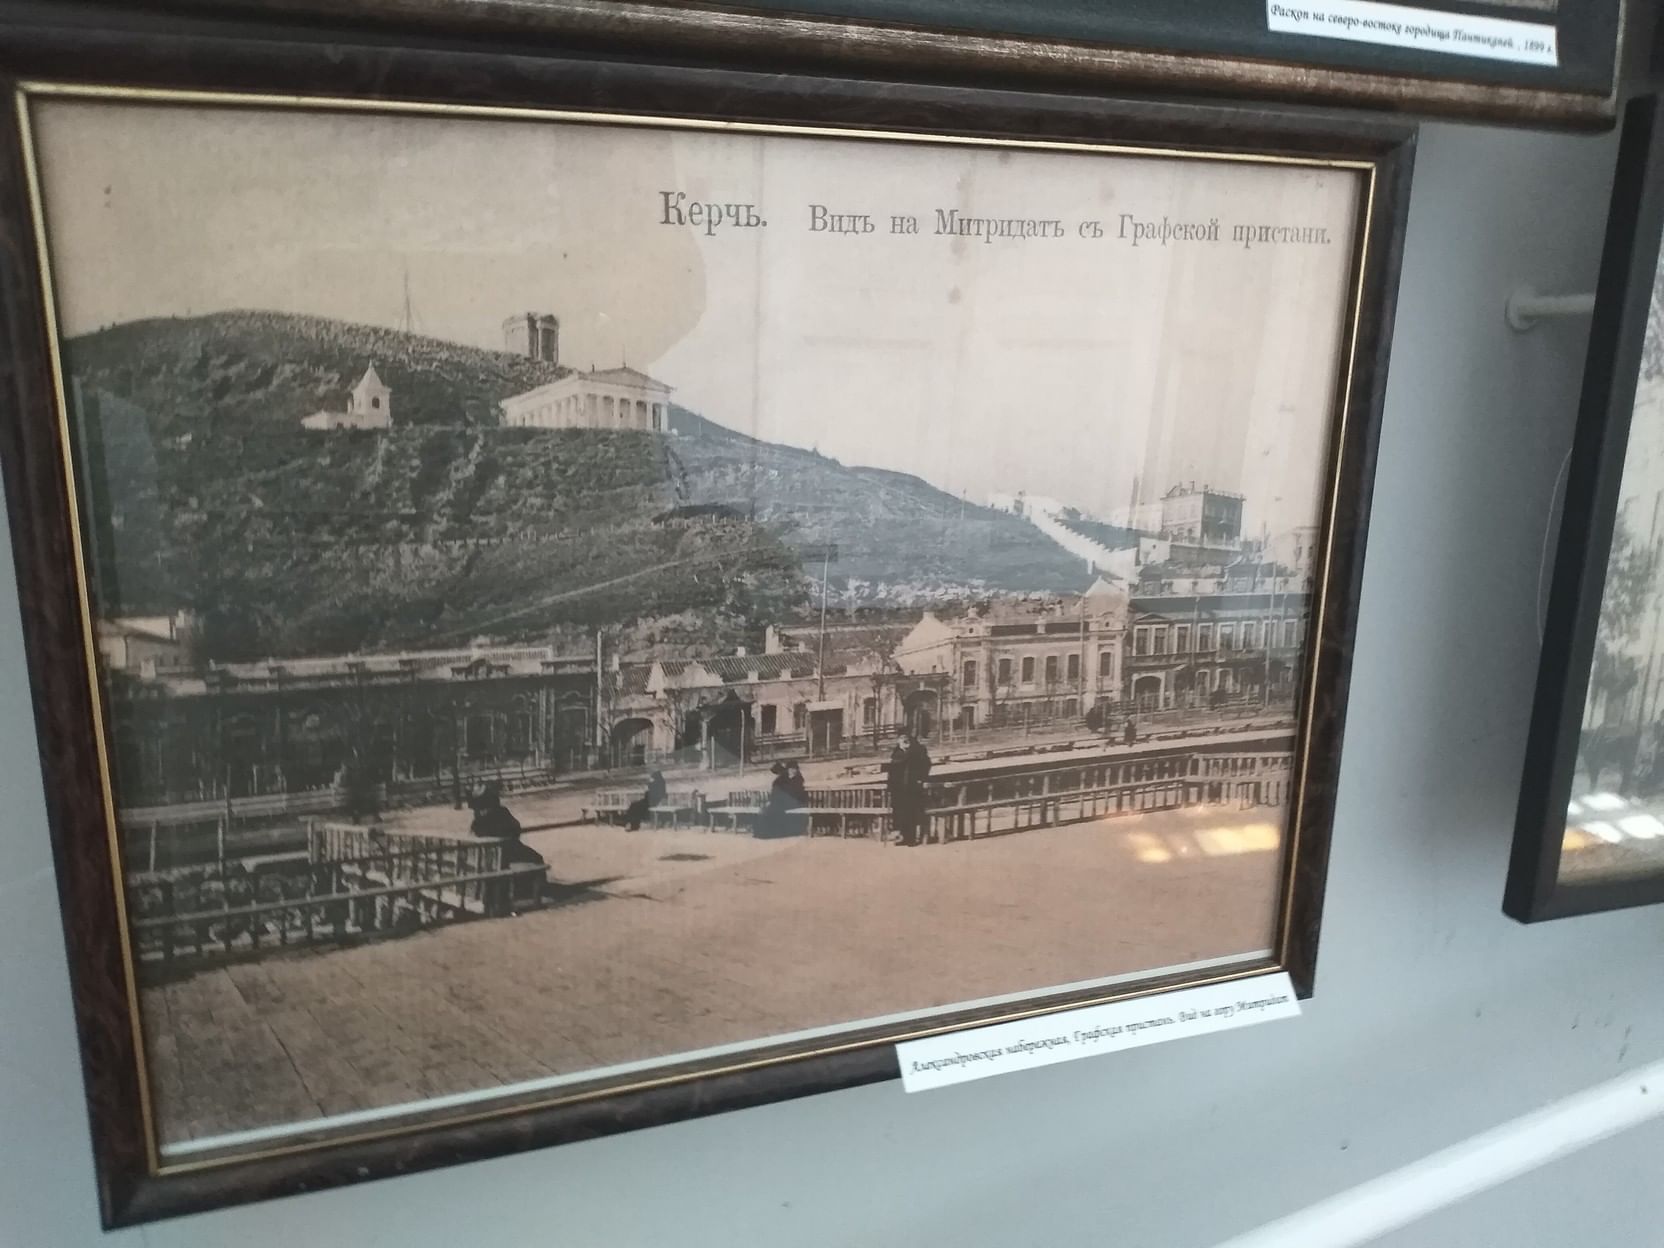 Раскоп на северо-востоке городища Пантикапей , 1899 г.
Керчь. Видъ на Митридатъ съ Графской пристани.
Александровская набережная, Графская пристань. Вид на гору Митридат